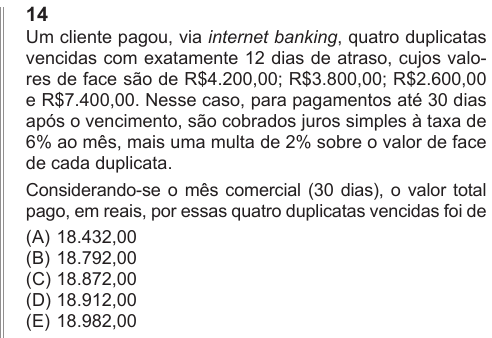 14
Um cliente pagou, via internet banking, quatro duplicatas
vencidas com exatamente 12 dias de atraso, cujos valo-
res de face são de R$4.200,00; R$3.800,00; R$2.600,00
e R$7.400,00. Nesse caso, para pagamentos até 30 dias
após o vencimento, são cobrados juros simples à taxa de
6% ao mês, mais uma multa de 2% sobre o valor de face
de cada duplicata.
Considerando-se o mês comercial (30 dias), o valor total
pago, em reais, por essas quatro duplicatas vencidas foi de
(A) 18.432,00
(B) 18.792,00
(C) 18.872,00
(D) 18.912,00
(E) 18.982,00